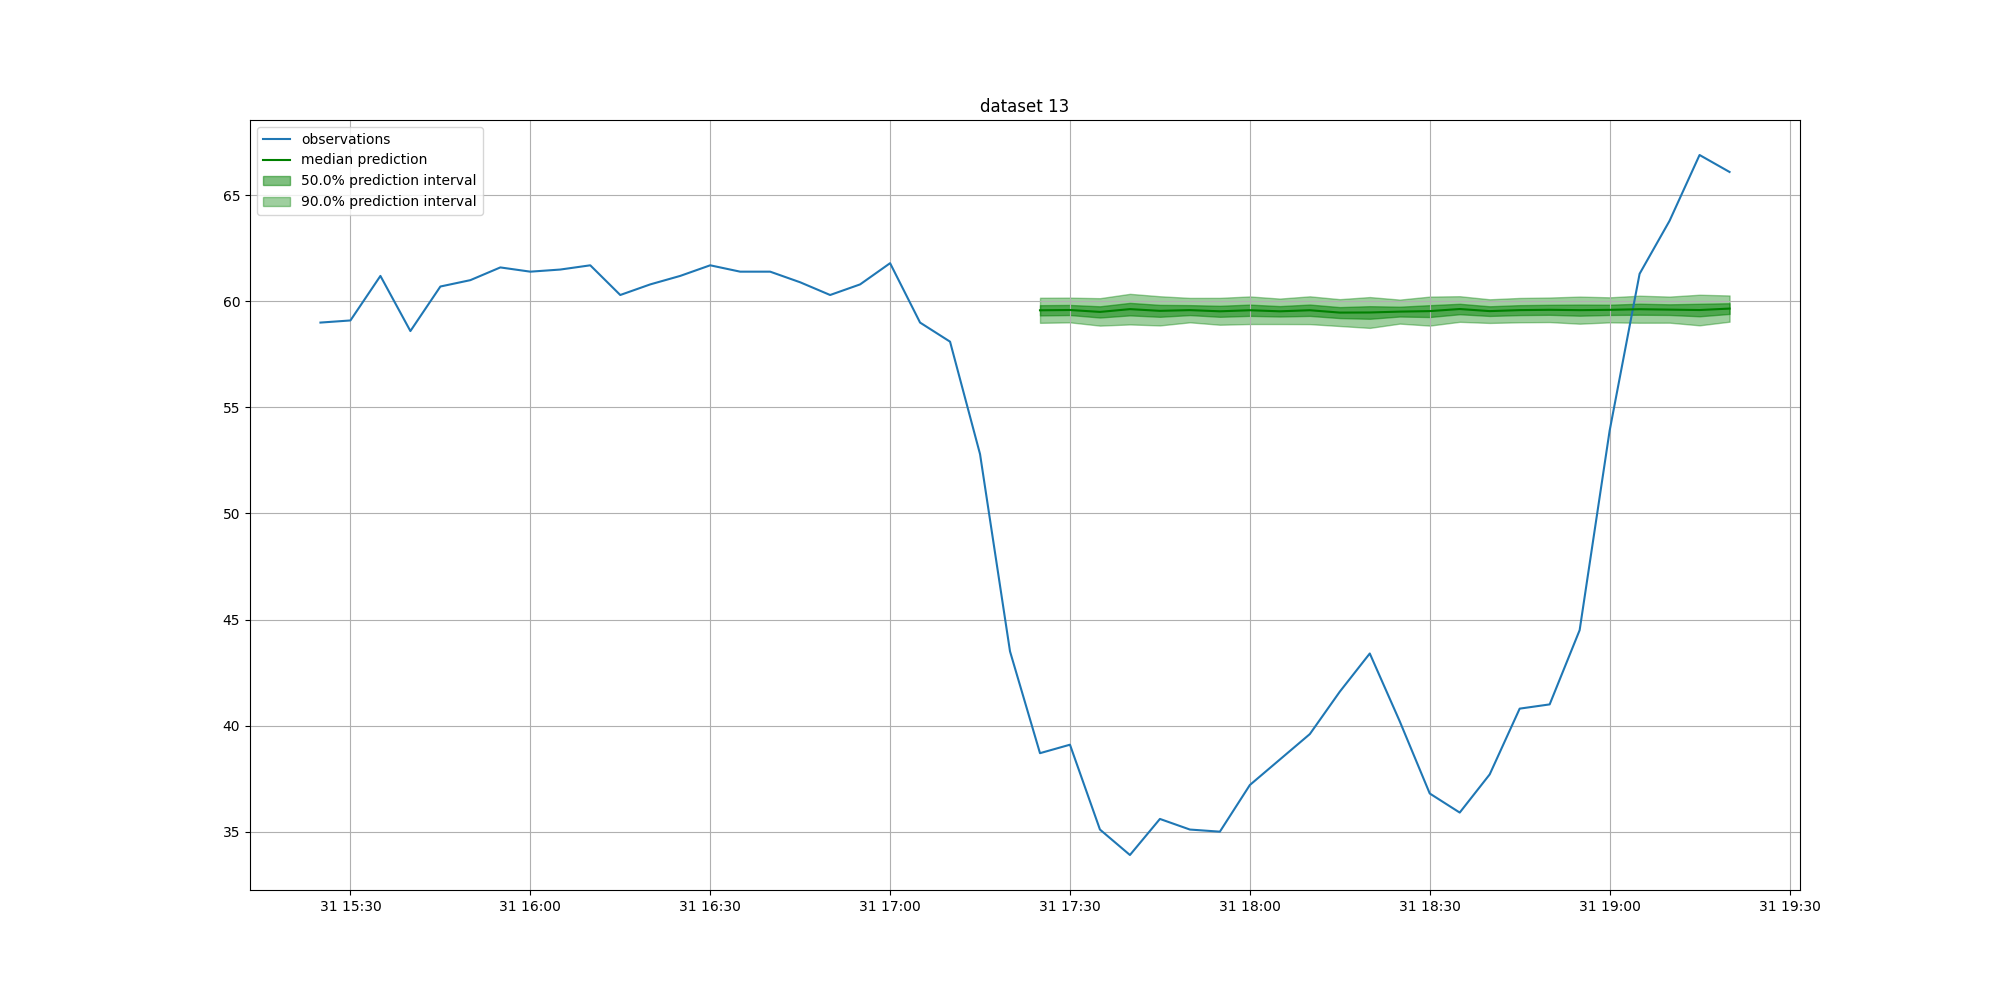 dataset 13
observations
median prediction
50.0% prediction interval
90.0% prediction interval
65
60
55
50
45
40
35
31 15:30 31 16:00 31 16:30 31 17:00 31 17:30 31 18:00 31 18:30 31 19:00 31 19:30